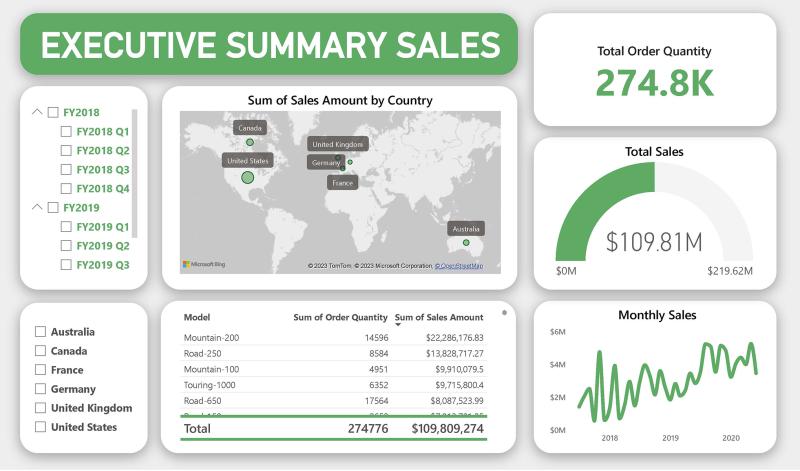 EXECUTIVE SUMMARY SALES
Total Order Quantity
274.8K
FY2018
FY2018 Q1
FY2018 Q2
FY2018 Q3
FY2018 Q4
FY2019
FY2019 Q1
FY2019 Q2
FY2019 Q3
Sum of Sales Amount by Country
Canada
United States
United Kingdom
Germany
France
Australia
Microsoft Bing
© 2023 TomTom, © 2023 Microsoft Corporation, © OpenStreetMap
Total Sales
$109.81M
$0M $219.62M
Australia
Canada
France
Germany
United Kingdom
United States
Model Sum of Order Quantity Sum of Sales Amount
Mountain-200 14596 $22,286,176.83
Road-250 8584 $13,828,717.27
Mountain-100 4951 $9,910,079.5
Touring-1000 6352 $9,715,800.4
Road-650 17564 $8,087,523.99
Total 274776 $109,809,274
Monthly Sales
$6M
$4M
$2M
$0M
2018 2019 2020